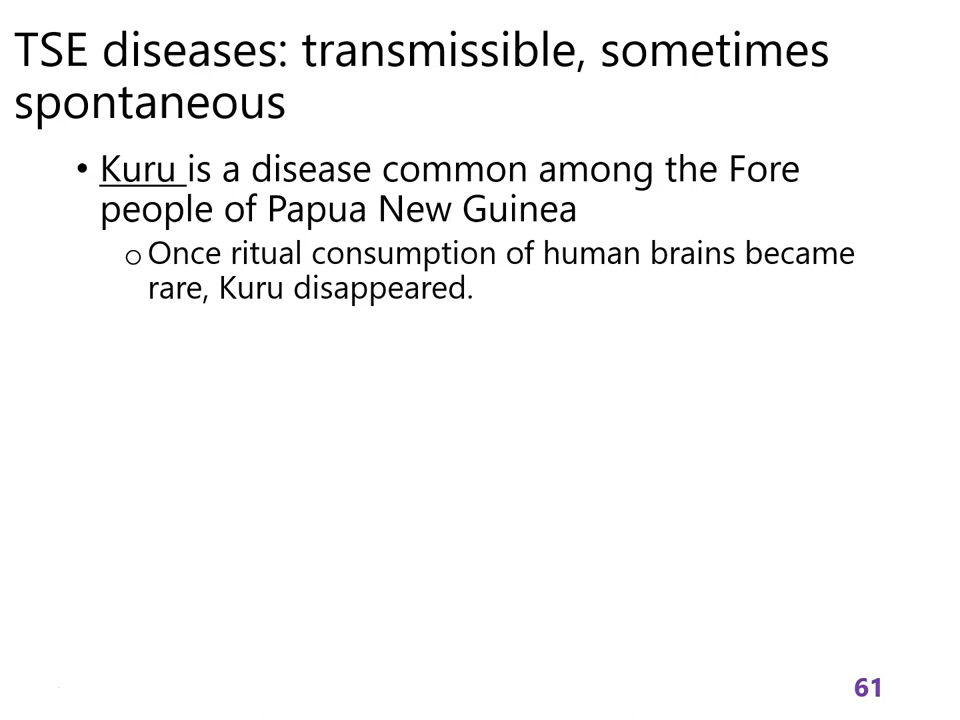 TSE diseases: transmissible, sometimes
spontaneous
• Kuru is a disease common among the Fore
people of Papua New Guinea
o Once ritual consumption of human brains became
rare, Kuru disappeared.
61